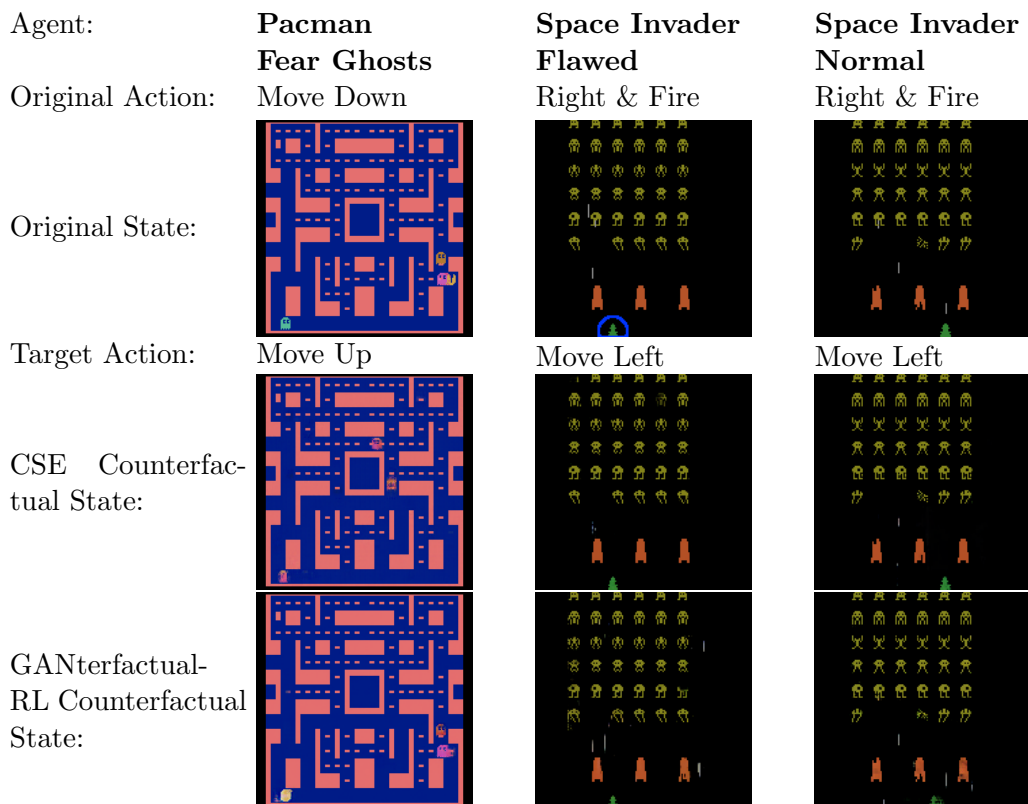 Agent: Pacman Space Invader Space Invader
Fear Ghosts Flawed Normal
Original Action: Move Down Right & Fire Right & Fire
Original State:
Target Action: Move Up Move Left Move Left
CSE Counterfac-
tual State:
GANterfactual-
RL Counterfactual
State: